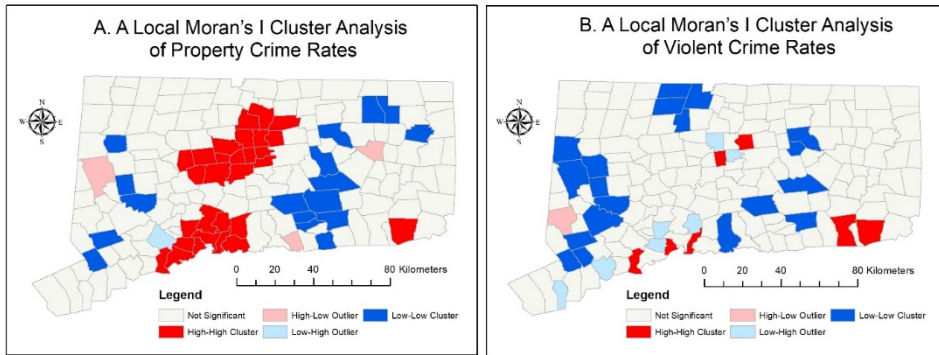 A. A Local Moran's I Cluster Analysis
of Property Crime Rates
N
W E
S
0 20 40 80 Kilometers
Legend
Not Significant High-Low Outlier Low-Low Cluster
High-High Cluster Low-High Outlier
B. A Local Moran's I Cluster Analysis
of Violent Crime Rates
N
W E
S
0 20 40 80 Kilometers
Legend
Not Significant High-Low Outlier Low-Low Cluster
High-High Cluster Low-High Outlier